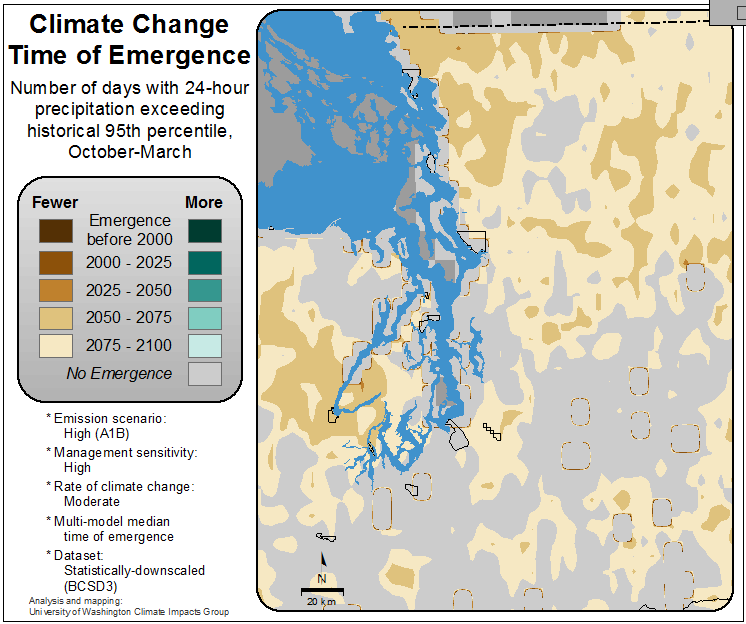 Climate Change
Time of Emergence
Number of days with 24-hour
precipitation exceeding
historical 95th percentile,
October-March
Fewer More
Emergence
before 2000
2000 - 2025
2025 - 2050
2050 - 2075
2075 - 2100
No Emergence
* Emission scenario:
High (A1B)
* Management sensitivity:
High
* Rate of climate change:
Moderate
* Multi-model median
time of emergence
* Dataset:
Statistically-downscaled
(BCSD3)
Analysis and mapping:
University of Washington Climate Impacts Group
N
20 km